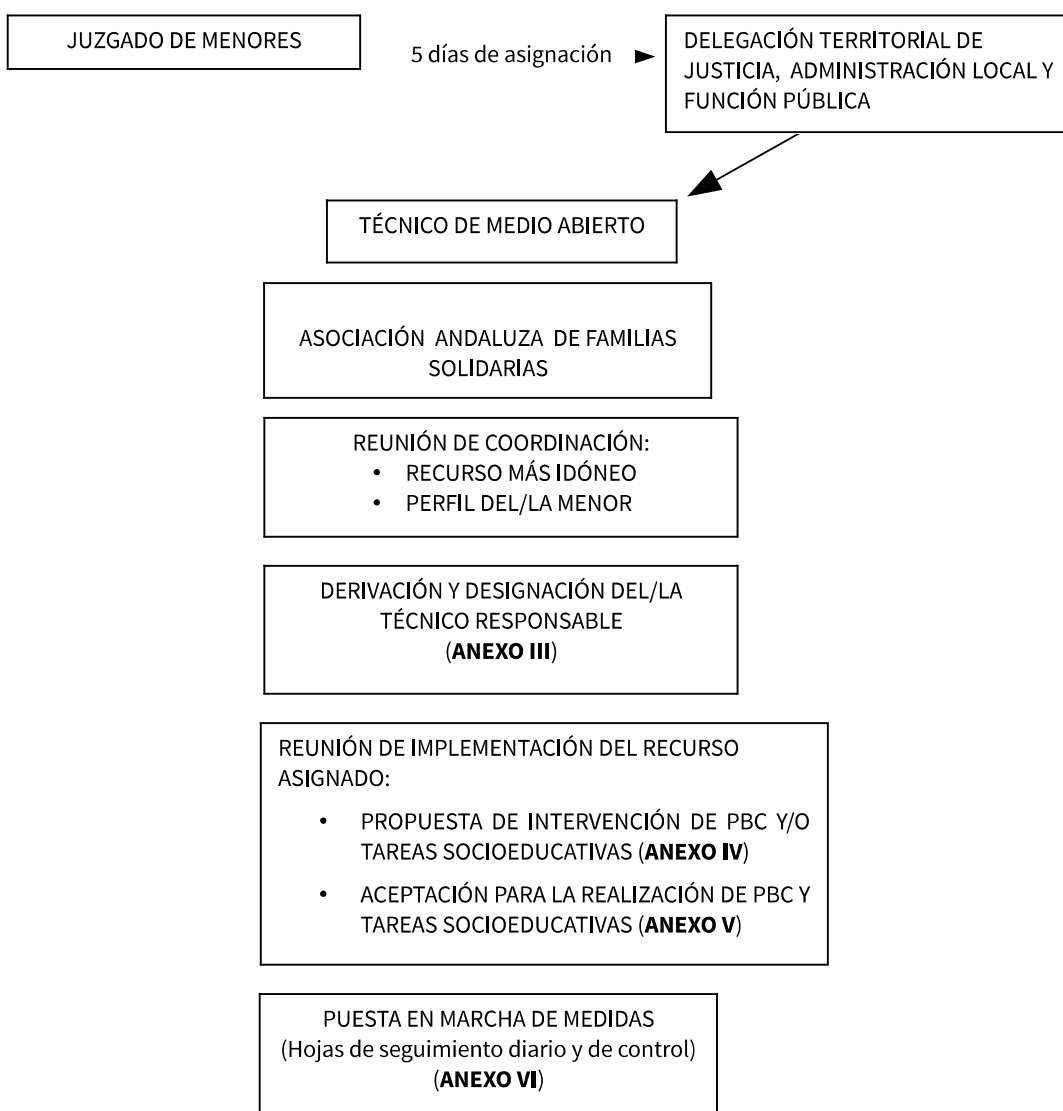 JUZGADO DE MENORES
5 días de asignación ►
DELEGACIÓN TERRITORIAL DE
JUSTICIA, ADMINISTRACIÓN LOCAL Y
FUNCIÓN PÚBLICA
TÉCNICO DE MEDIO ABIERTO
ASOCIACIÓN ANDALUZA DE FAMILIAS
SOLIDARIAS
REUNIÓN DE COORDINACIÓN:
• RECURSO MÁS IDÓNEO
• PERFIL DEL/LA MENOR
DERIVACIÓN Y DESIGNACIÓN DEL/LA
TÉCNICO RESPONSABLE
(ANEXO III)
REUNIÓN DE IMPLEMENTACIÓN DEL RECURSO
ASIGNADO:
• PROPUESTA DE INTERVENCIÓN DE PBC Y/O
TAREAS SOCIOEDUCATIVAS (ANEXO IV)
• ACEPTACIÓN PARA LA REALIZACIÓN DE PBC Y
TAREAS SOCIOEDUCATIVAS (ANEXO V)
PUESTA EN MARCHA DE MEDIDAS
(Hojas de seguimiento diario y de control)
(ANEXO VI)